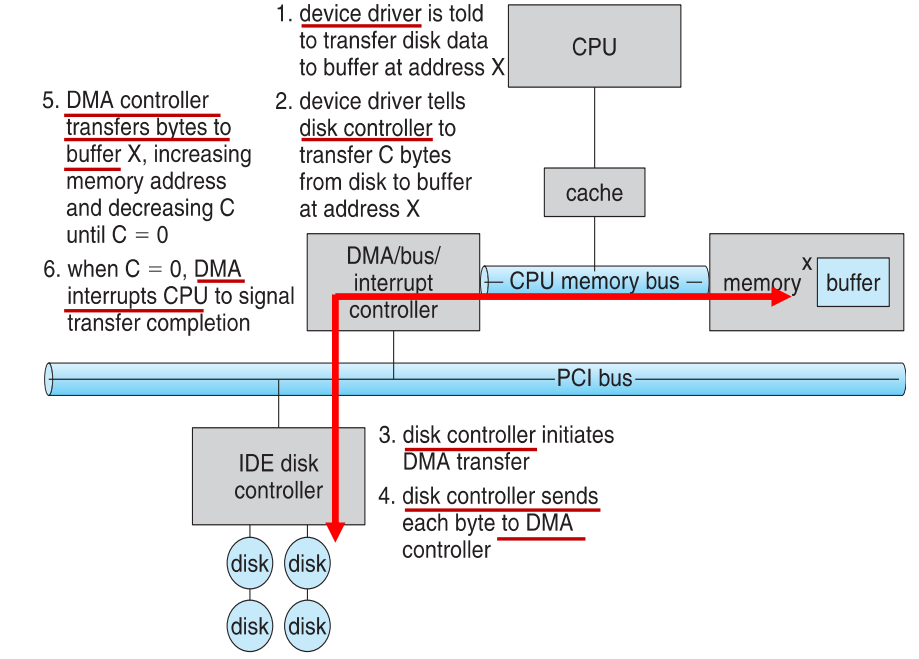 1. device driver is told
to transfer disk data
to buffer at address X
CPU
5. DMA controller
transfers bytes to
buffer X, increasing
memory address
and decreasing C
until C = 0
2. device driver tells
disk controller to
transfer C bytes
from disk to buffer
at address X
cache
6. when C = 0, DMA
interrupts CPU to signal
transfer completion
DMA/bus/
interrupt
controller
CPU memory bus
memory
X
buffer
PCI bus
IDE disk
controller
3. disk controller initiates
DMA transfer
4. disk controller sends
each byte to DMA
controller
disk
disk
disk
disk